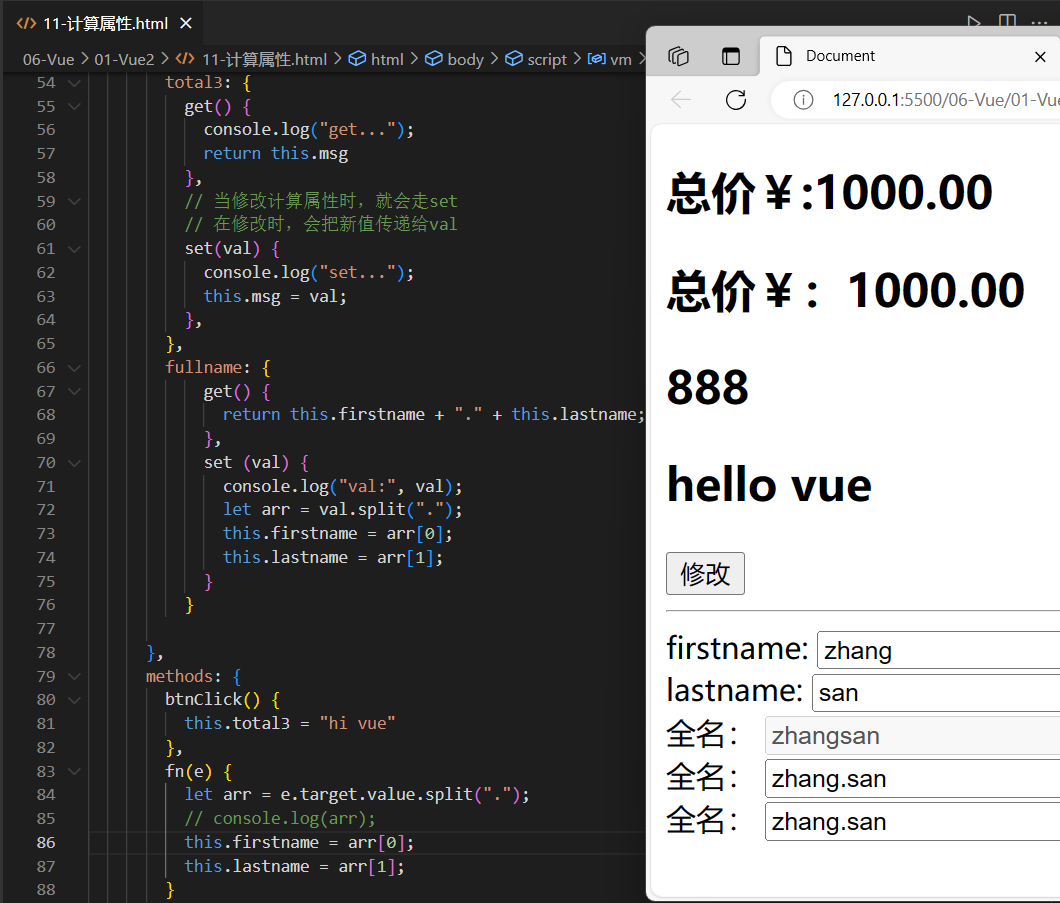 11-计算属性.html
06-Vue > 01-Vue2 > 11-计算属性.html > html > body > script > vm >
54 total3: {
55 get() {
56 console.log("get...");
57 return this.msg
58 },
59 // 当修改计算属性时，就会走set
60 // 在修改时，会把新值传递给val
61 set(val) {
62 console.log("set...");
63 this.msg = val;
64 },
65 },
66 fullname: {
67 get() {
68 return this.firstname + "." + this.lastname;
69 },
70 set (val) {
71 console.log("val:", val);
72 let arr = val.split(".");
73 this.firstname = arr[0];
74 this.lastname = arr[1];
75 }
76 }
77
78 },
79 methods: {
80 btnClick() {
81 this.total3 = "hi vue"
82 },
83 fn(e) {
84 let arr = e.target.value.split(".");
85 // console.log(arr);
86 this.firstname = arr[0];
87 this.lastname = arr[1];
88 }
Document
127.0.0.1:5500/06-Vue/01-Vue
总价￥:1000.00
总价￥：1000.00
888
hello vue
修改
firstname: zhang
lastname: san
全名： zhangsan
全名： zhang.san
全名： zhang.san